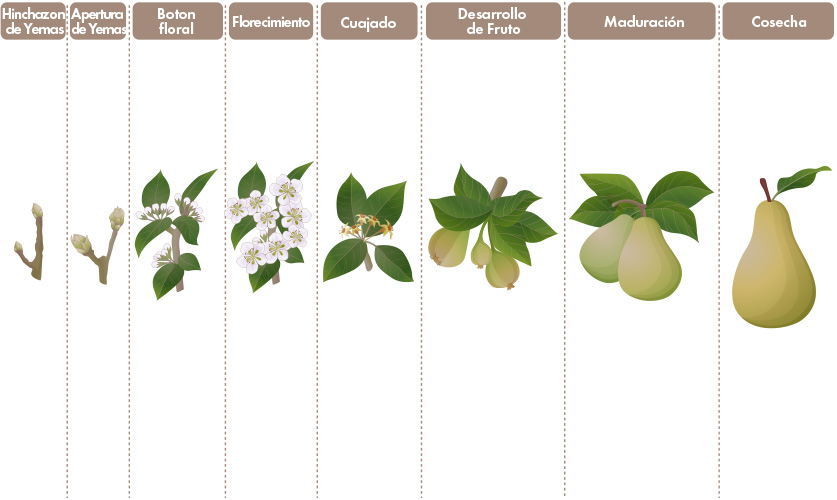 Hinchazon
de Yemas
Apertura
de Yemas
Boton
floral
Florecimiento
Cuajado
Desarrollo
de Fruto
Maduración
Cosecha